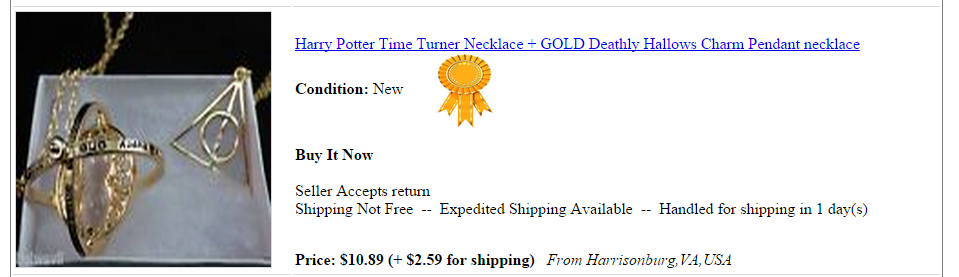 Harry Potter Time Turner Necklace + GOLD Deathly Hallows Charm Pendant necklace
Condition: New
Buy It Now
Seller Accepts return
Shipping Not Free -- Expedited Shipping Available -- Handled for shipping in 1 day(s)
Price: $10.89 (+ $2.59 for shipping) From Harrisonburg,VA,USA